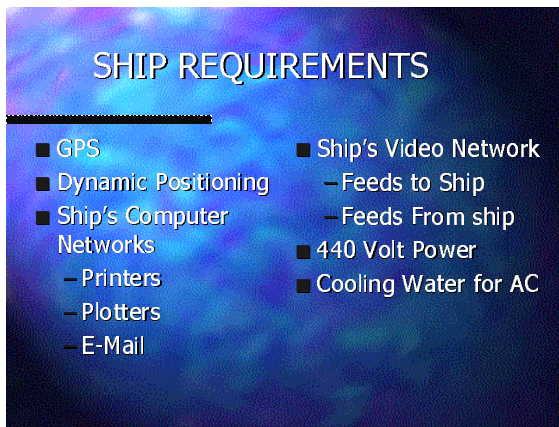 SHIP REQUIREMENTS
GPS
Dynamic Positioning
Ship's Computer
Networks
– Printers
– Plotters
– E-Mail
Ship's Video Network
– Feeds to Ship
– Feeds From ship
440 Volt Power
Cooling Water for AC